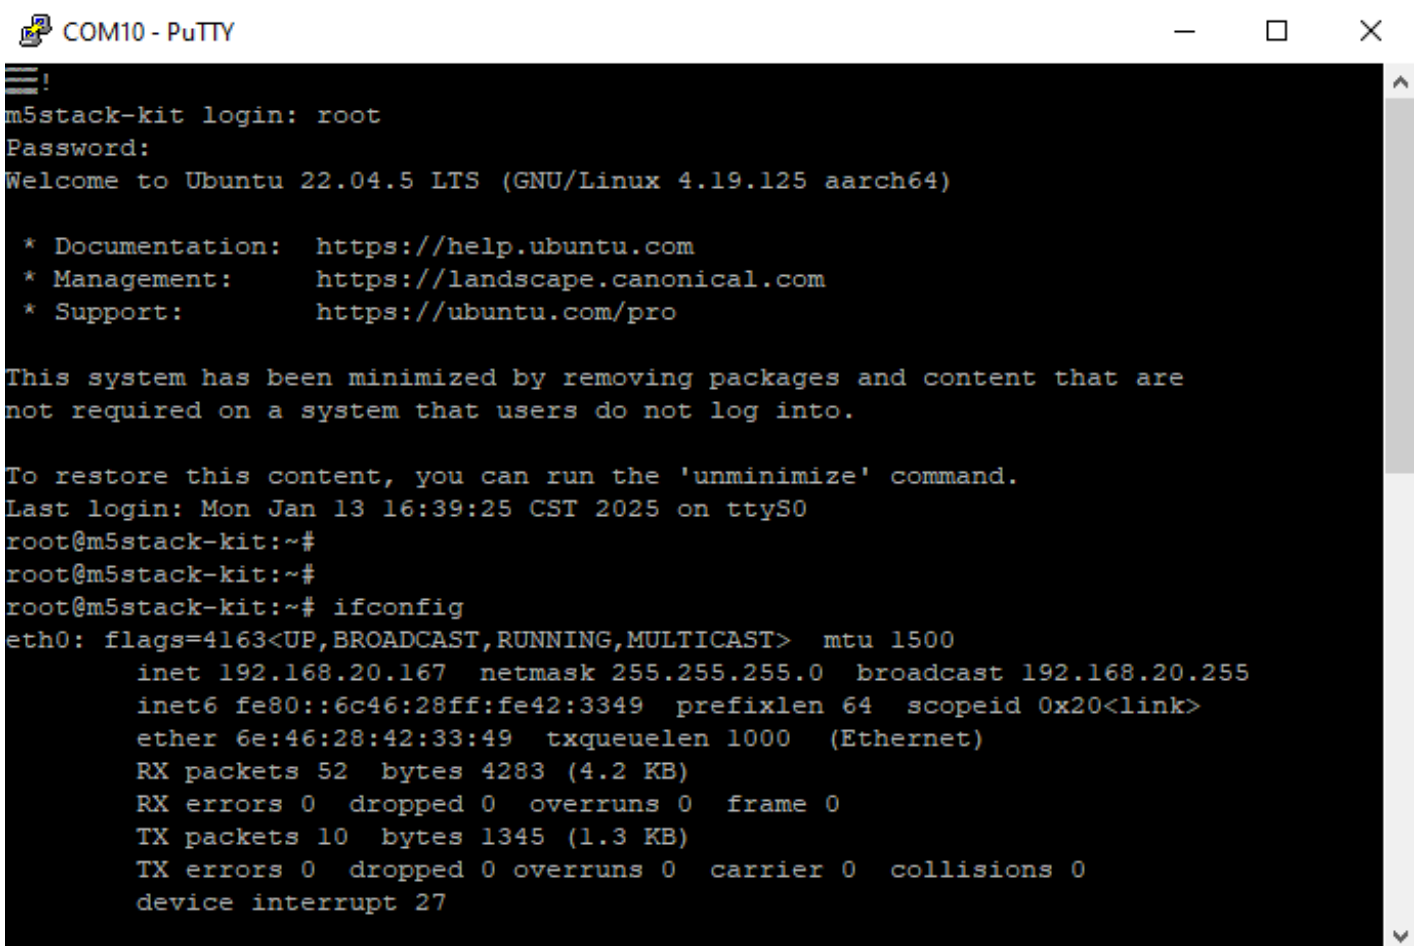 COM10 - PuTTY
!
m5stack-kit login: root
Password:
Welcome to Ubuntu 22.04.5 LTS (GNU/Linux 4.19.125 aarch64)
 * Documentation:  https://help.ubuntu.com
 * Management:     https://landscape.canonical.com
 * Support:        https://ubuntu.com/pro
This system has been minimized by removing packages and content that are
not required on a system that users do not log into.
To restore this content, you can run the 'unminimize' command.
Last login: Mon Jan 13 16:39:25 CST 2025 on ttyS0
root@m5stack-kit:~#
root@m5stack-kit:~#
root@m5stack-kit:~# ifconfig
eth0: flags=4163<UP,BROADCAST,RUNNING,MULTICAST>  mtu 1500
        inet 192.168.20.167  netmask 255.255.255.0  broadcast 192.168.20.255
        inet6 fe80::6c46:28ff:fe42:3349  prefixlen 64  scopeid 0x20<link>
        ether 6e:46:28:42:33:49  txqueuelen 1000  (Ethernet)
        RX packets 52  bytes 4283 (4.2 KB)
        RX errors 0  dropped 0  overruns 0  frame 0
        TX packets 10  bytes 1345 (1.3 KB)
        TX errors 0  dropped 0 overruns 0  carrier 0  collisions 0
        device interrupt 27